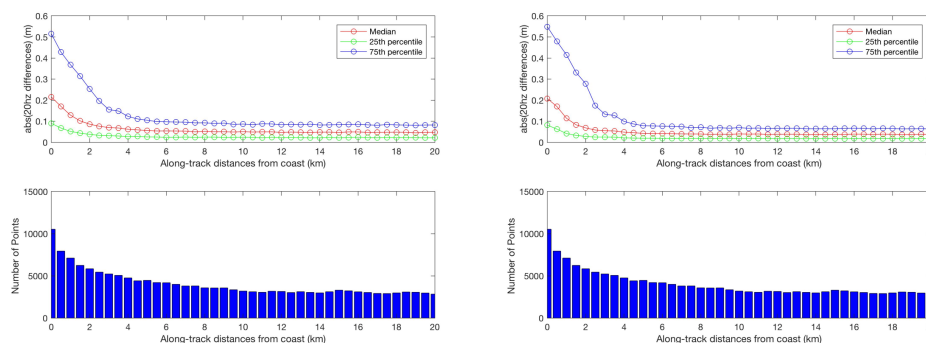 0.6
0.5
0.4
0.3
0.2
0.1
0
abs(20hz differences) (m)
Median
25th percentile
75th percentile
0 2 4 6 8 10 12 14 16 18 20
Along-track distances from coast (km)
0.6
0.5
0.4
0.3
0.2
0.1
0
abs(20hz differences) (m)
Median
25th percentile
75th percentile
0 2 4 6 8 10 12 14 16 18
Along-track distances from coast (km)
15000
10000
5000
0
Number of Points
0 2 4 6 8 10 12 14 16 18 20
Along-track distances from coast (km)
15000
10000
5000
0
Number of Points
0 2 4 6 8 10 12 14 16 18
Along-track distances from coast (km)